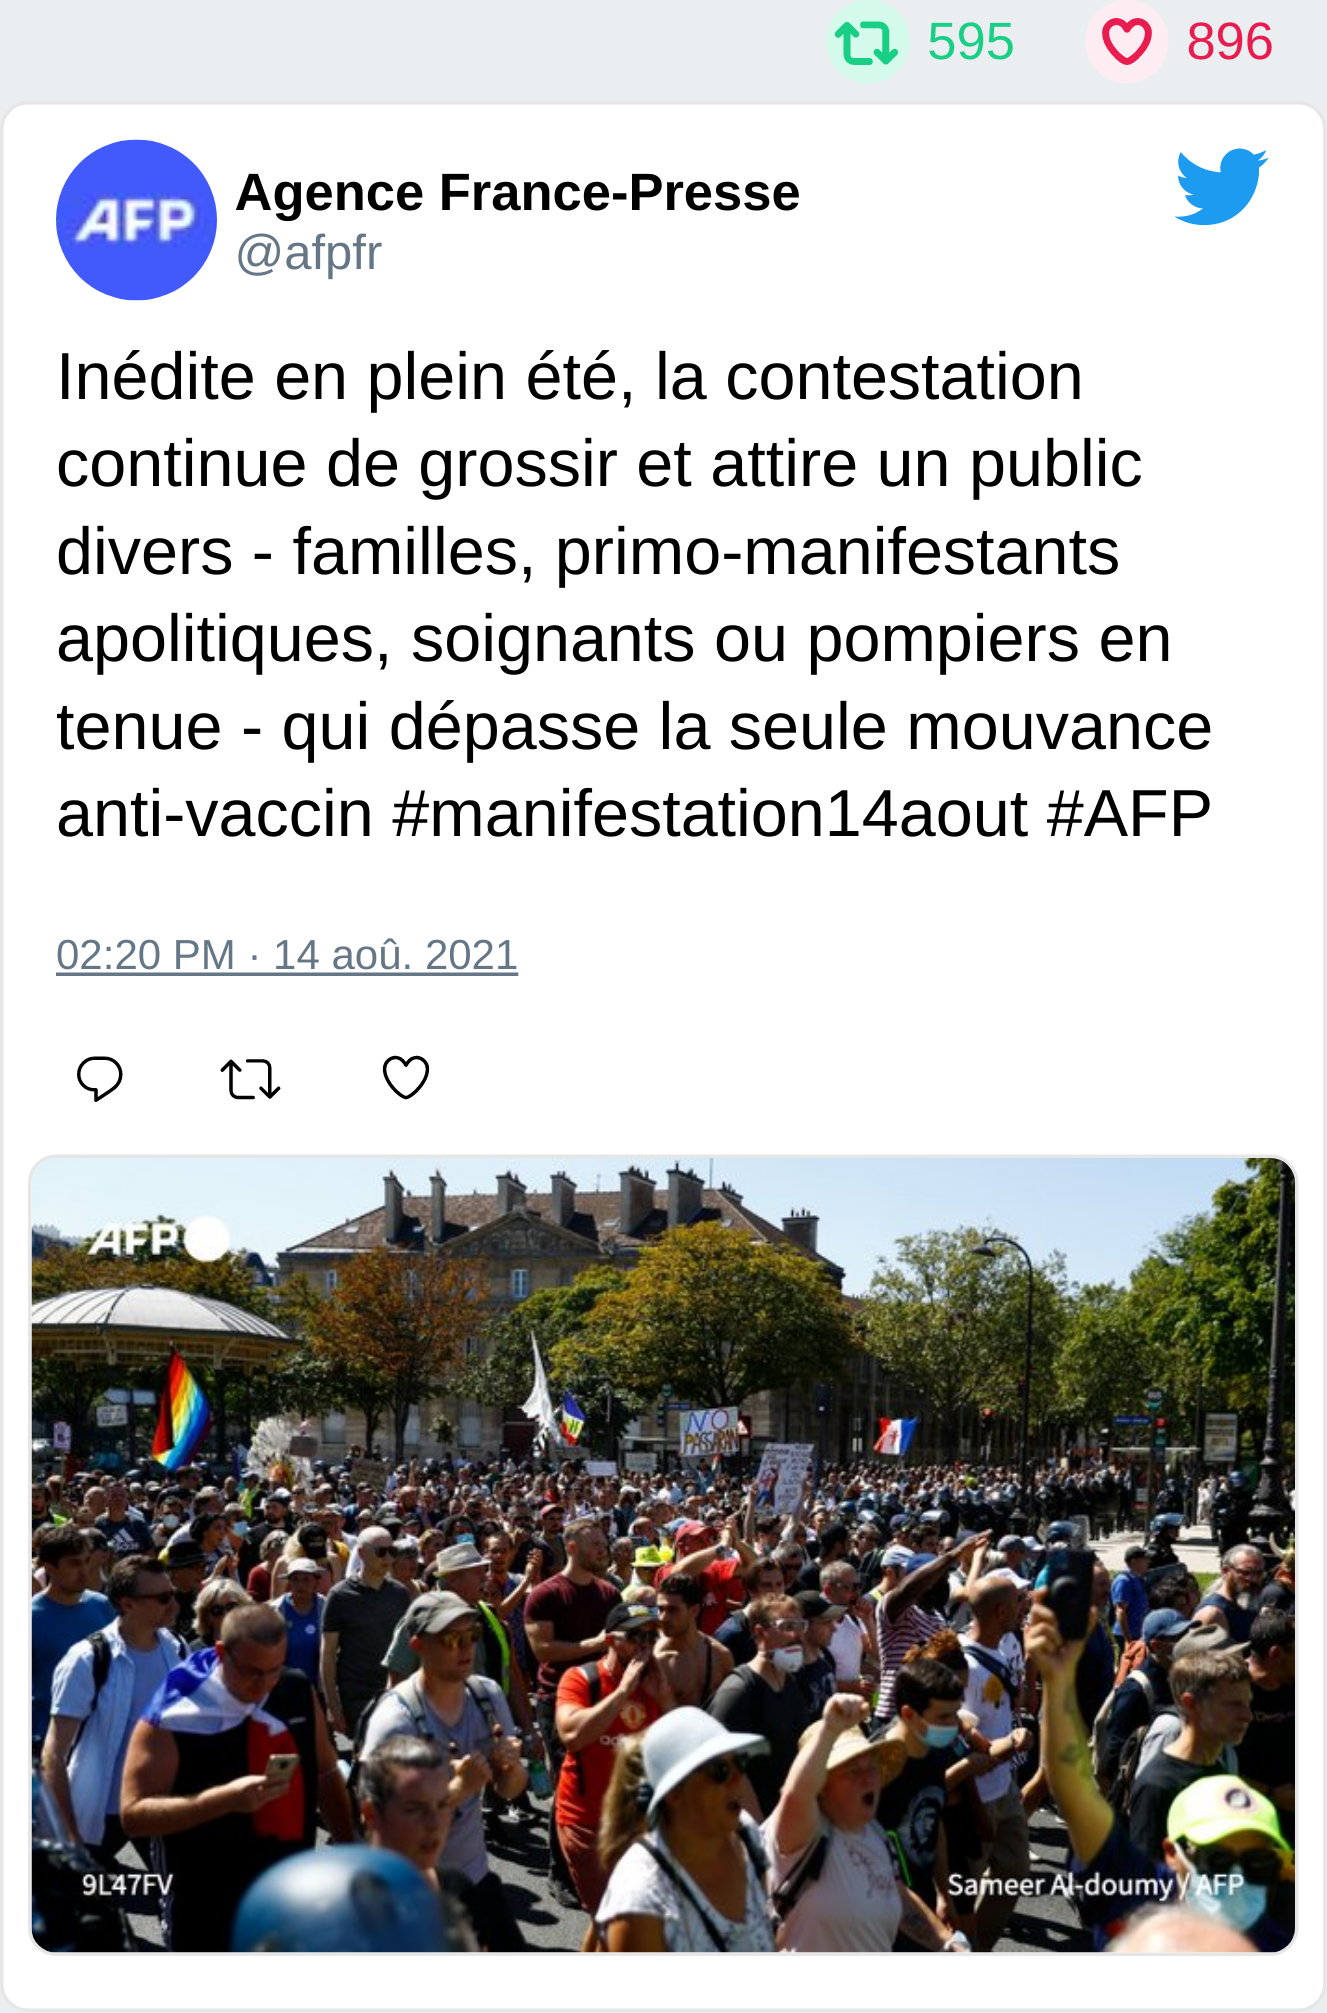 595 896
AFP
Agence France-Presse
@afpfr
Inédite en plein été, la contestation
continue de grossir et attire un public
divers - familles, primo-manifestants
apolitiques, soignants ou pompiers en
tenue - qui dépasse la seule mouvance
anti-vaccin #manifestation14aout #AFP
02:20 PM · 14 aoû. 2021
AFP
NO
PASSARAN
9L47FV
Sameer Al-doumy / AFP